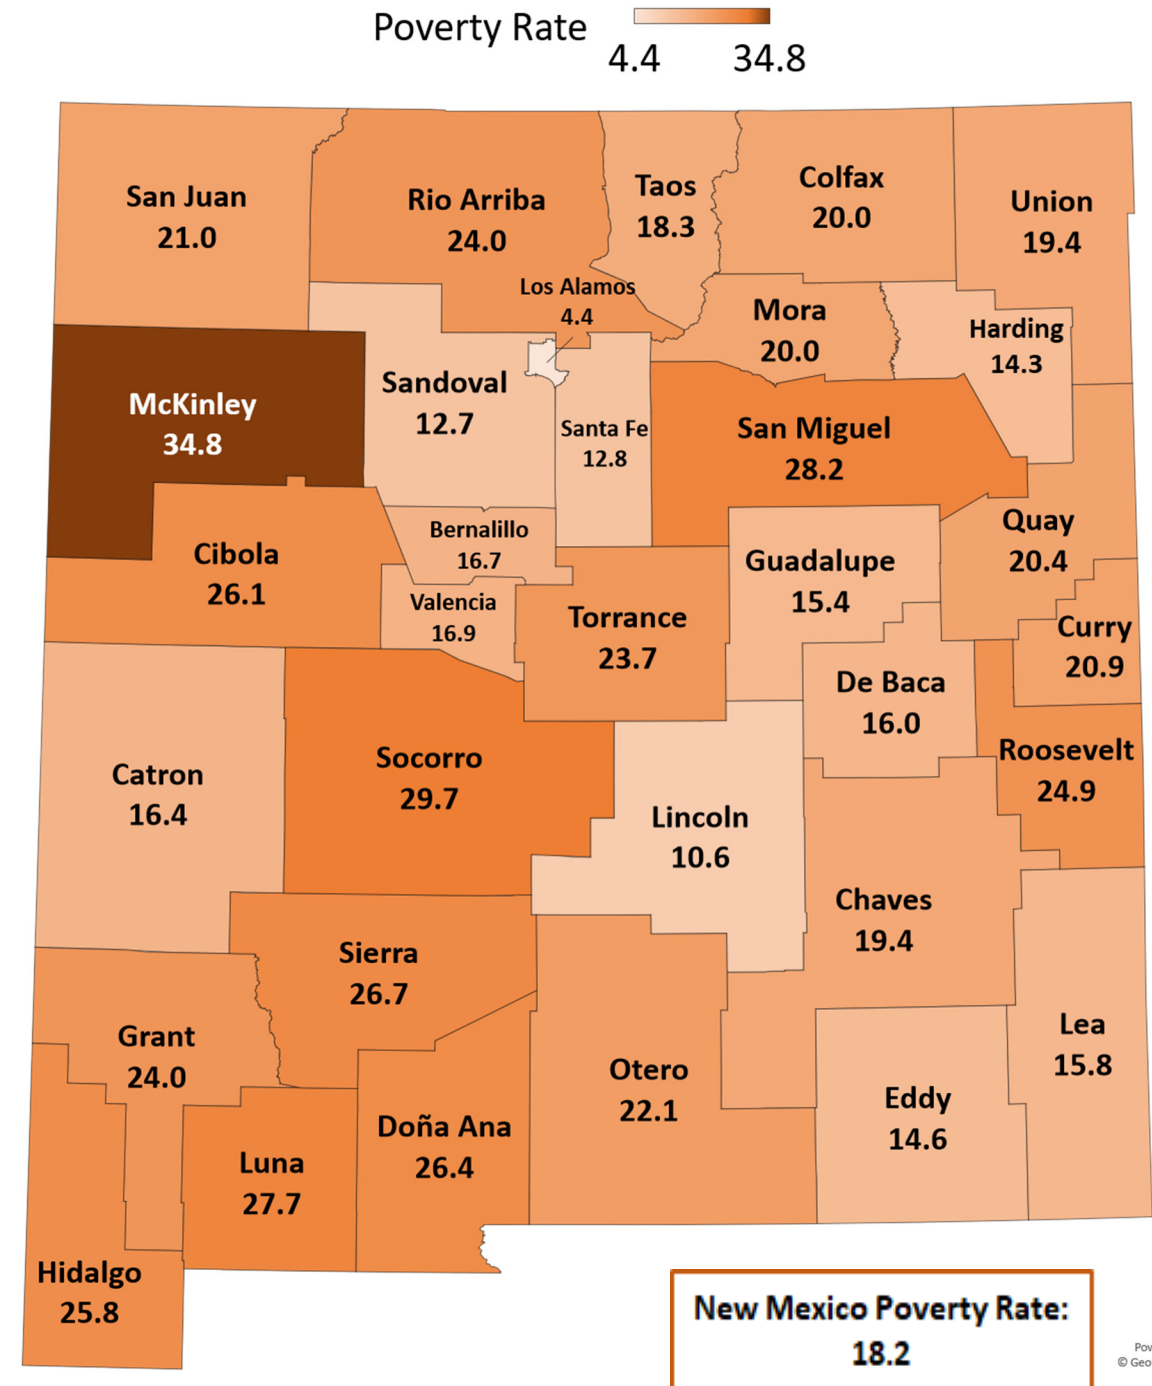 Poverty Rate
4.4 34.8
San Juan
21.0
Rio Arriba
24.0
Taos
18.3
Colfax
20.0
Union
19.4
Los Alamos
4.4
Mora
20.0
Harding
14.3
McKinley
34.8
Sandoval
12.7
Santa Fe
12.8
San Miguel
28.2
Quay
20.4
Cibola
26.1
Bernalillo
16.7
Guadalupe
15.4
Valencia
16.9
Torrance
23.7
Curry
20.9
De Baca
16.0
Catron
16.4
Socorro
29.7
Roosevelt
24.9
Lincoln
10.6
Chaves
19.4
Sierra
26.7
Grant
24.0
Lea
15.8
Otero
22.1
Eddy
14.6
Doña Ana
26.4
Luna
27.7
Hidalgo
25.8
New Mexico Poverty Rate:
18.2
Pov
© Geo